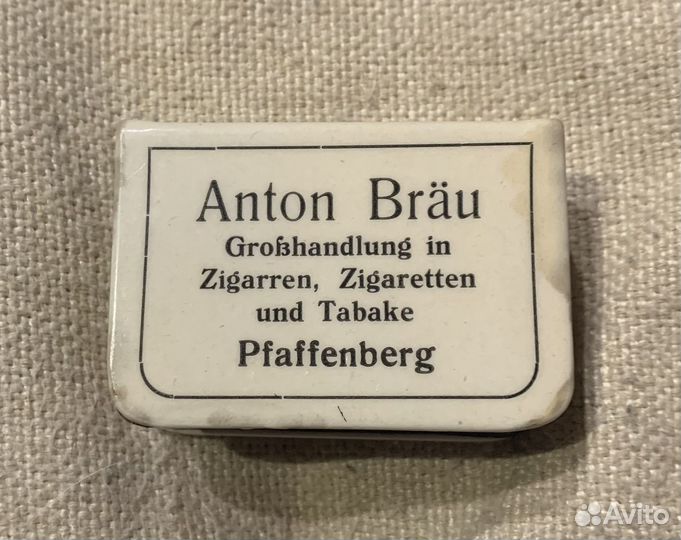 Anton Bräu
Großhandlung in
Zigarren, Zigaretten
und Tabake
Pfaffenberg
Avito